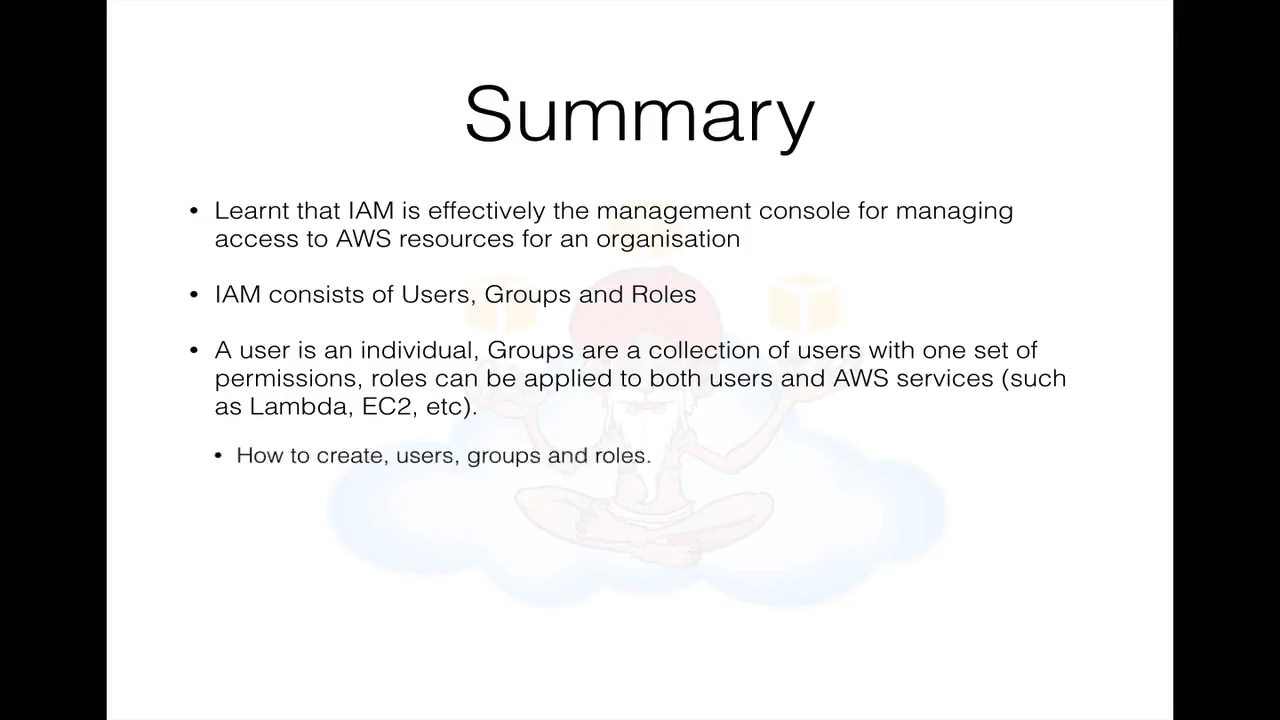 Summary
• Learnt that IAM is effectively the management console for managing
access to AWS resources for an organisation
• IAM consists of Users, Groups and Roles
• A user is an individual, Groups are a collection of users with one set of
permissions, roles can be applied to both users and AWS services (such
as Lambda, EC2, etc).
• How to create, users, groups and roles.